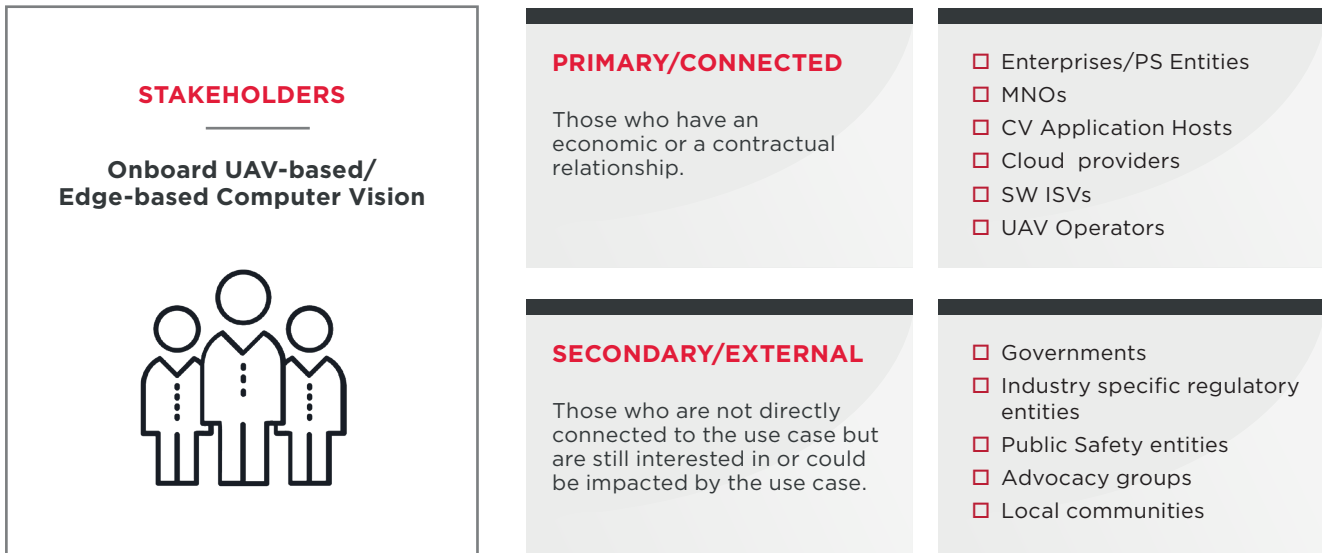 STAKEHOLDERS
Onboard UAV-based/
Edge-based Computer Vision
PRIMARY/CONNECTED
Those who have an
economic or a contractual
relationship.
Enterprises/PS Entities
MNOs
CV Application Hosts
Cloud providers
SW ISVs
UAV Operators
SECONDARY/EXTERNAL
Those who are not directly
connected to the use case but
are still interested in or could
be impacted by the use case.
Governments
Industry specific regulatory
entities
Public Safety entities
Advocacy groups
Local communities